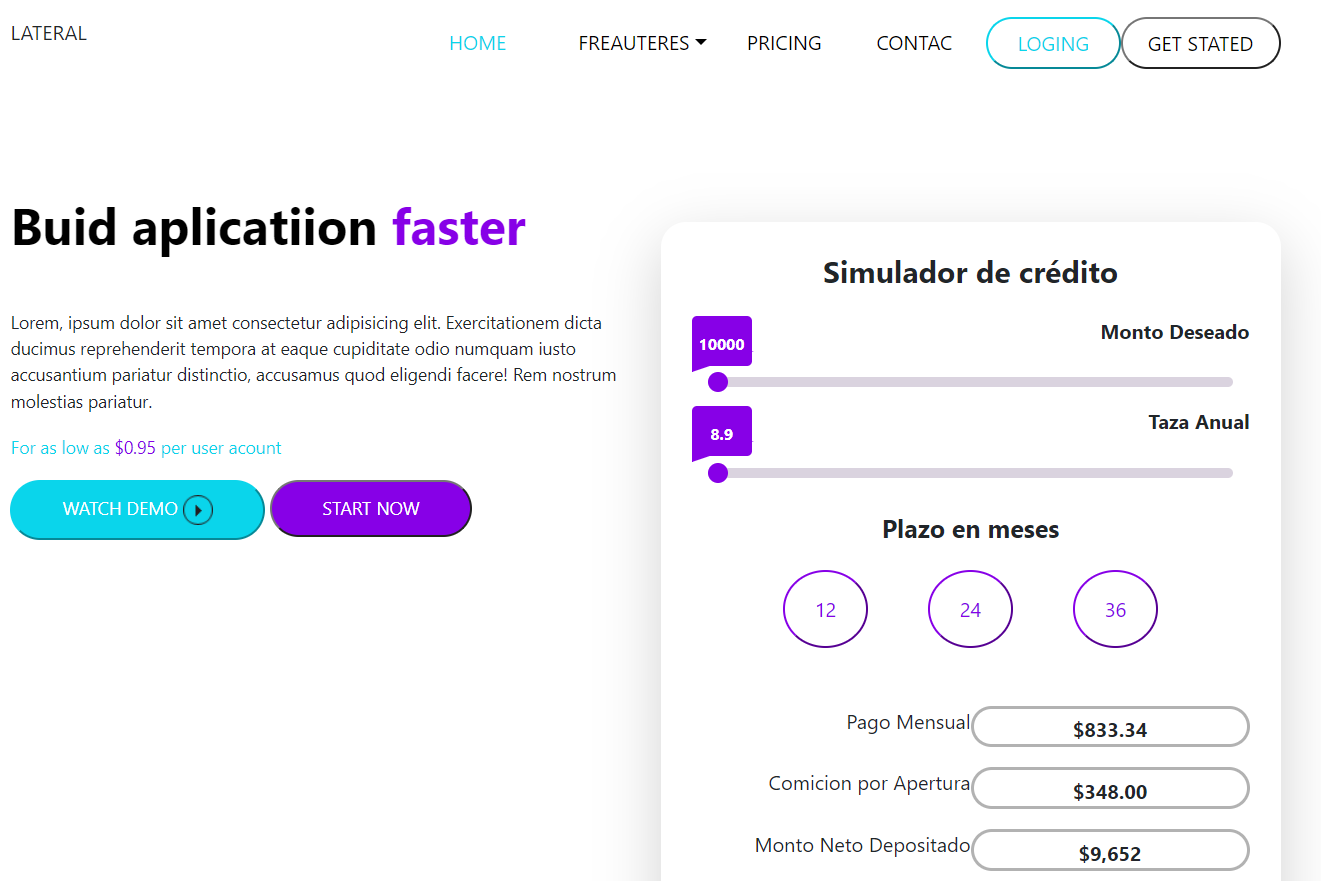 LATERAL
HOME
FREAUTERES
PRICING
CONTAC
LOGING
GET STATED
Buid aplicatiion faster
Lorem, ipsum dolor sit amet consectetur adipisicing elit. Exercitationem dicta
ducimus reprehenderit tempora at eaque cupiditate odio numquam iusto
accusantium pariatur distinctio, accusamus quod eligendi facere! Rem nostrum
molestias pariatur.
For as low as $0.95 per user acount
WATCH DEMO
START NOW
Simulador de crédito
Monto Deseado
10000
Taza Anual
8.9
Plazo en meses
12
24
36
Pago Mensual
$833.34
Comicion por Apertura
$348.00
Monto Neto Depositado
$9,652